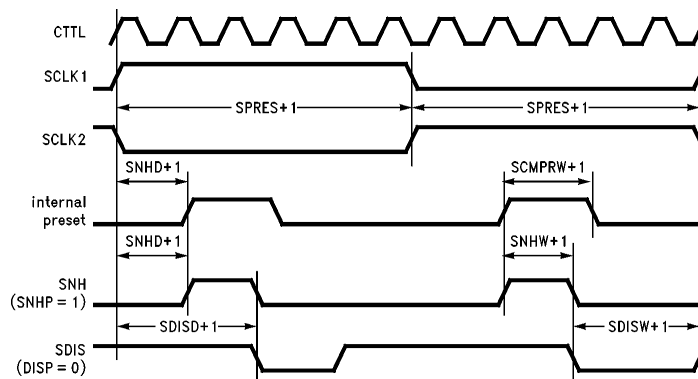 CTTL
SCLK1
SPRES+1 SPRES+1
SCLK2
SNHD+1 SCMPRW+1
internal
preset
SNHD+1 SNHW+1
SNH
(SNHP=1)
SDISD+1 SDISW+1
SDIS
(DISP=0)